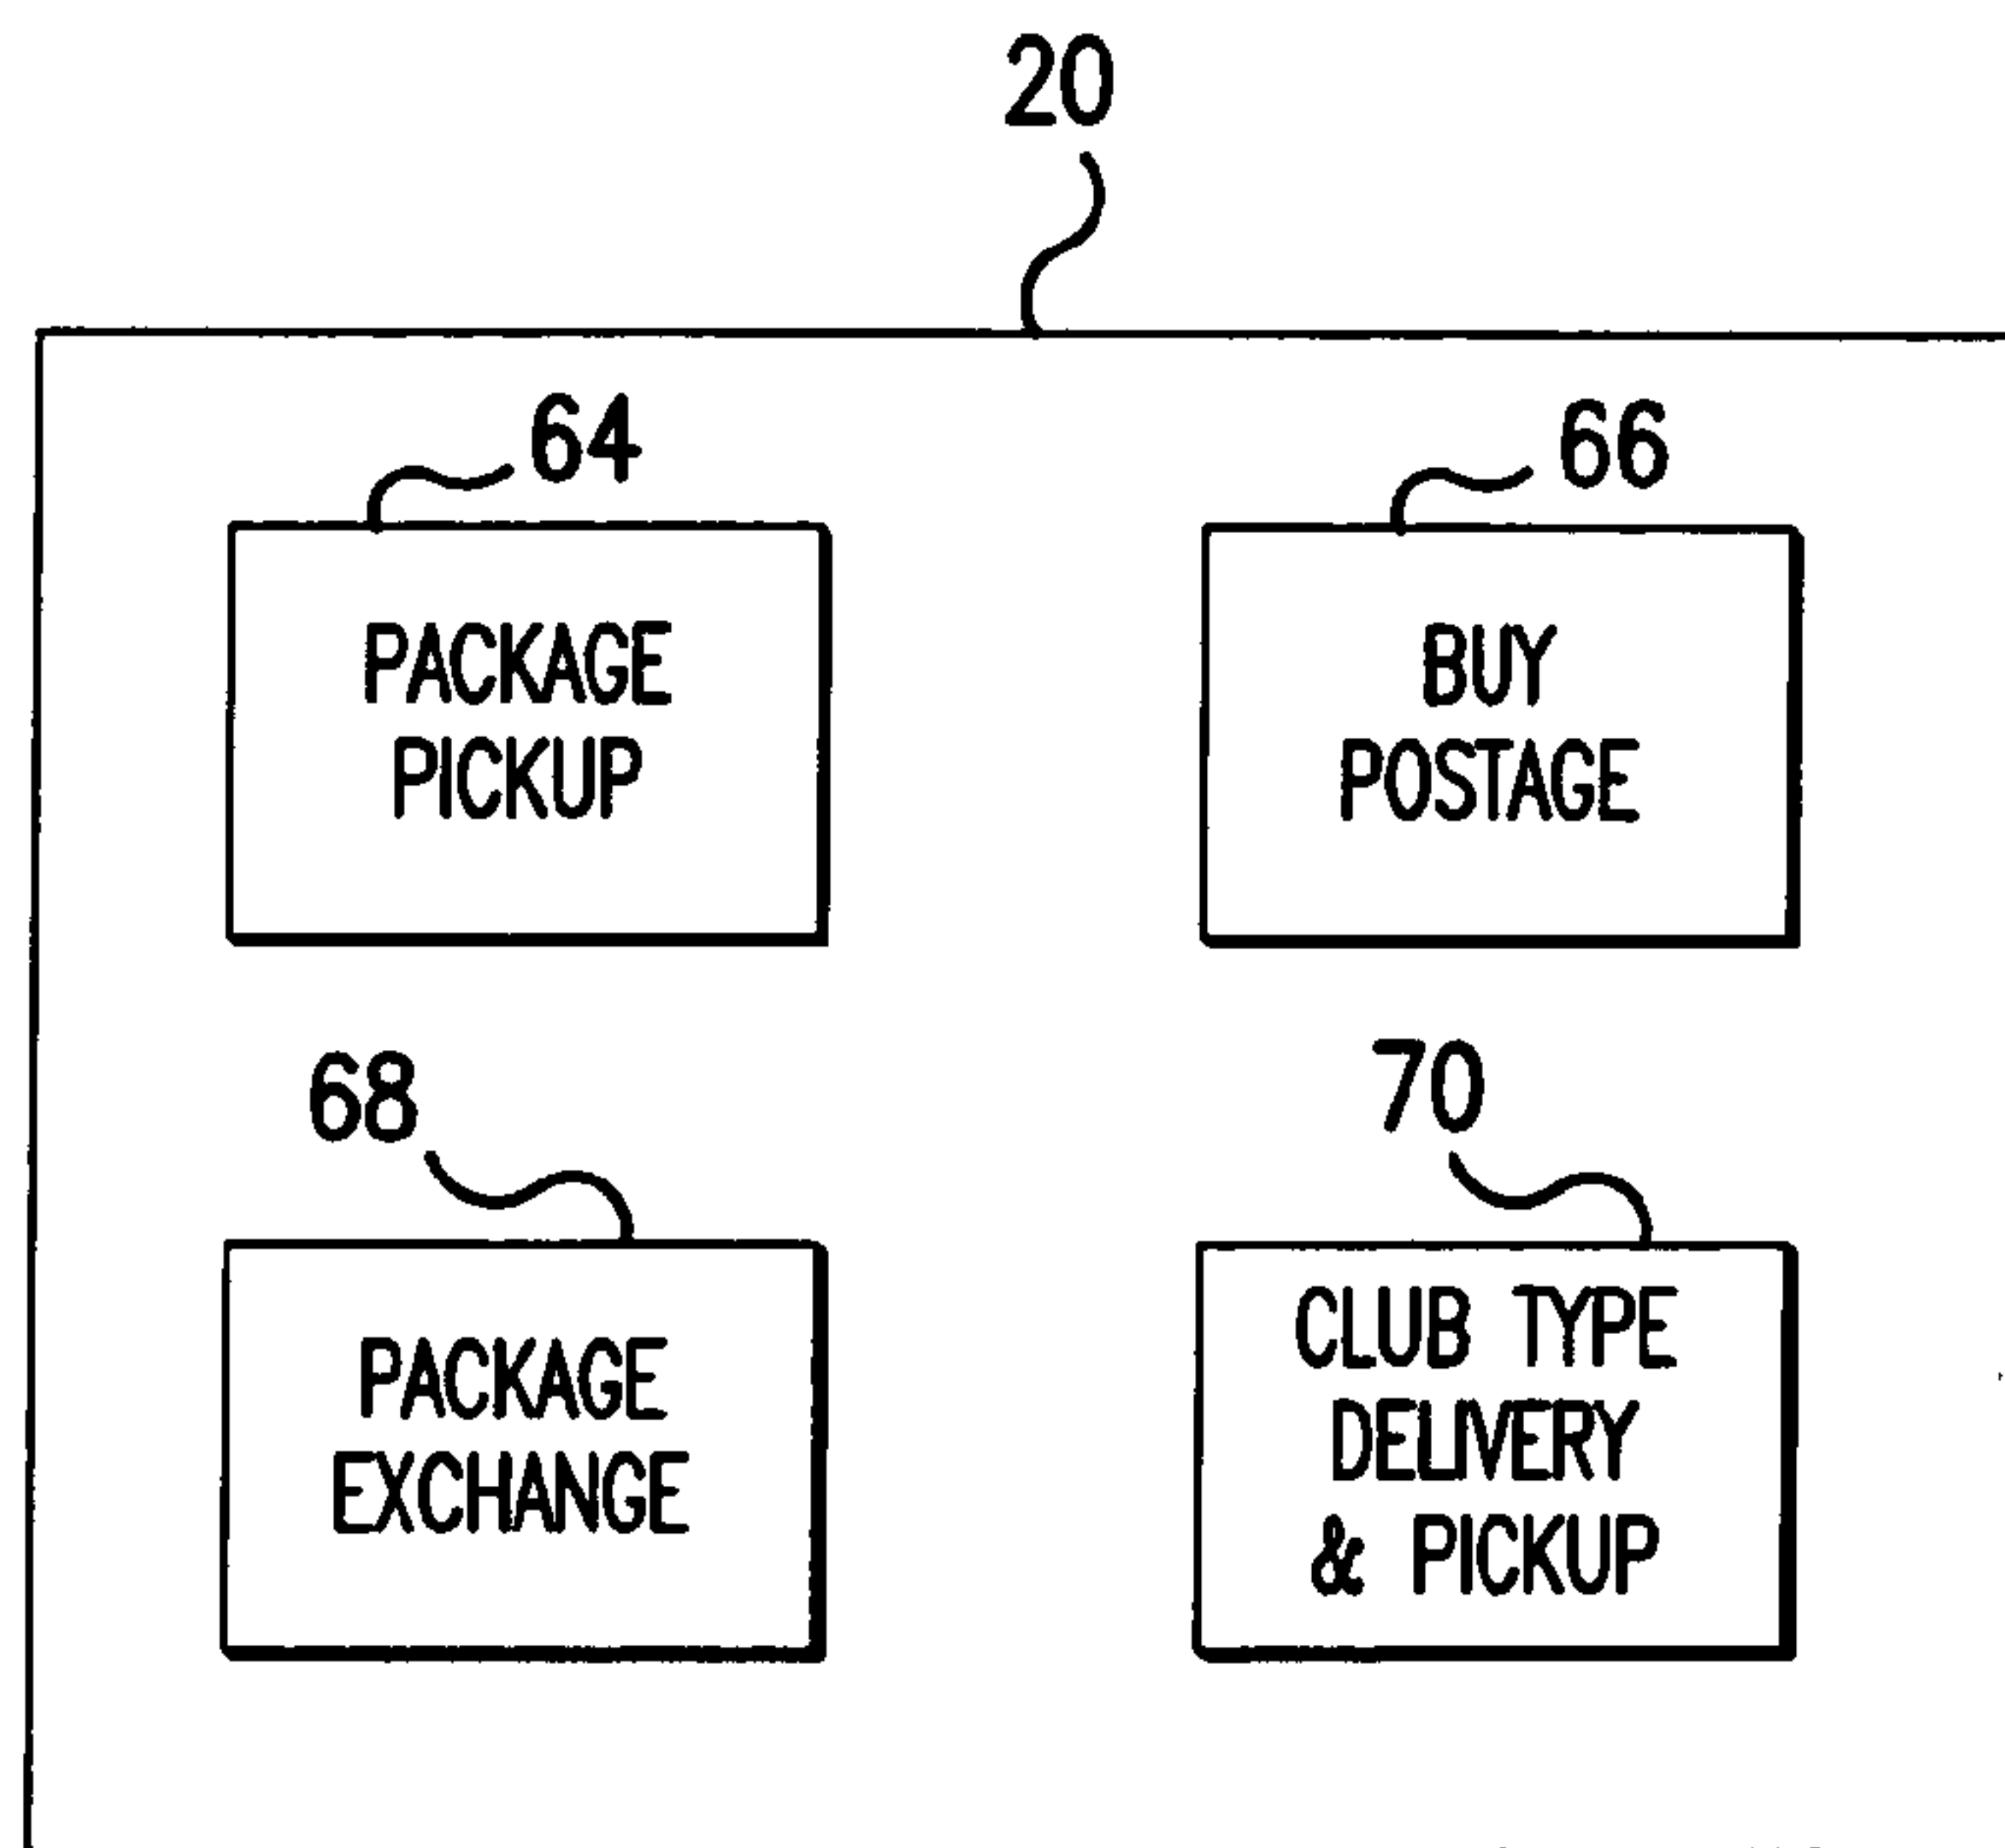 20
64
66
PACKAGE
PICKUP
BUY
POSTAGE
68
70
PACKAGE
EXCHANGE
CLUB TYPE
DELIVERY
& PICKUP